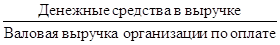 Денежные средства в выручке
Валовая выручка организации по оплате